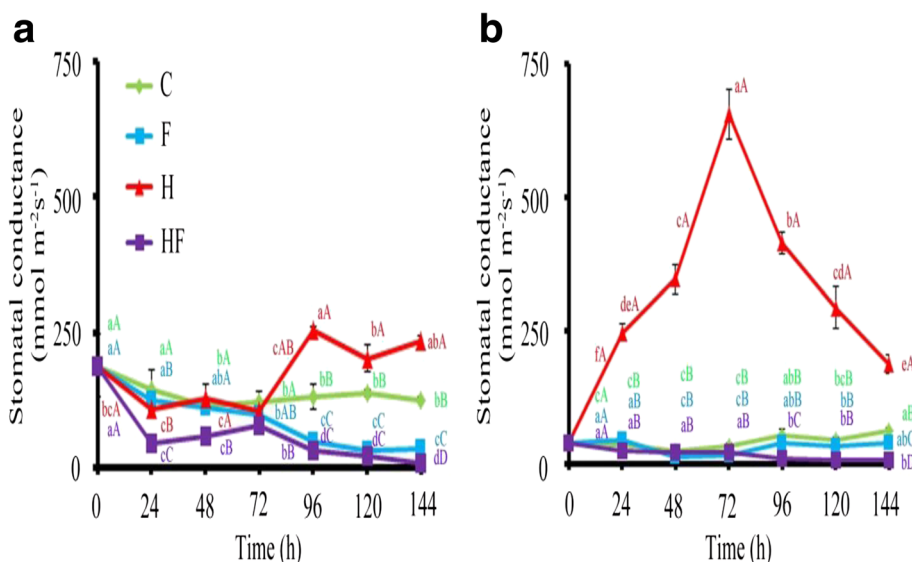 a
b
Stomatal conductance
(mmol m⁻²s⁻¹)
750
500
250
0
C
F
H
HF
aA
aA
bcA
aA
aA
aB
cB
cC
bA
abA
cA
cB
cAB
bA
bAB
bB
aA
bB
cC
dC
bA
bB
cC
dC
abA
bB
cC
dD
0 24 48 72 96 120 144
Time (h)
Stomtal conductance
(mmol m⁻²s⁻¹)
750
500
250
0
fA
cA
aA
aA
deA
cB
aB
aB
cA
cB
cB
aB
aA
cB
cB
aB
bA
abB
abB
bC
cdA
bcB
bB
bB
eA
aB
abC
bD
0 24 48 72 96 120 144
Time (h)